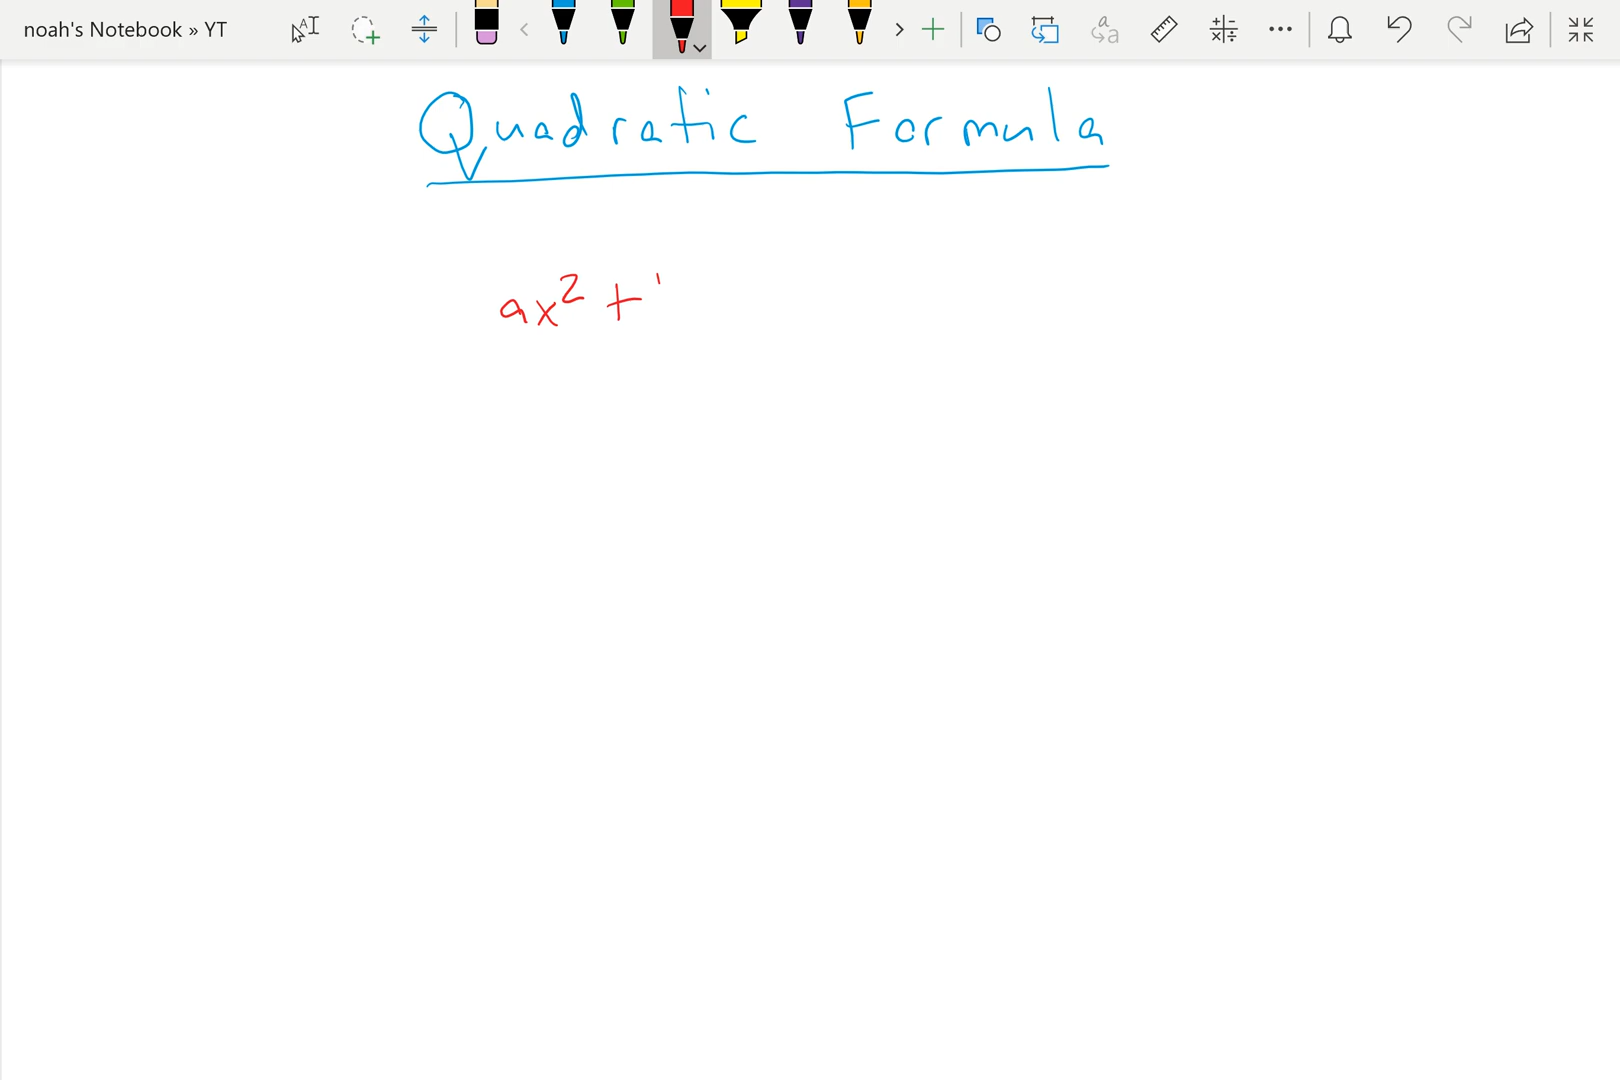 noah's Notebook » YT
Quadratic Formula
ax² +